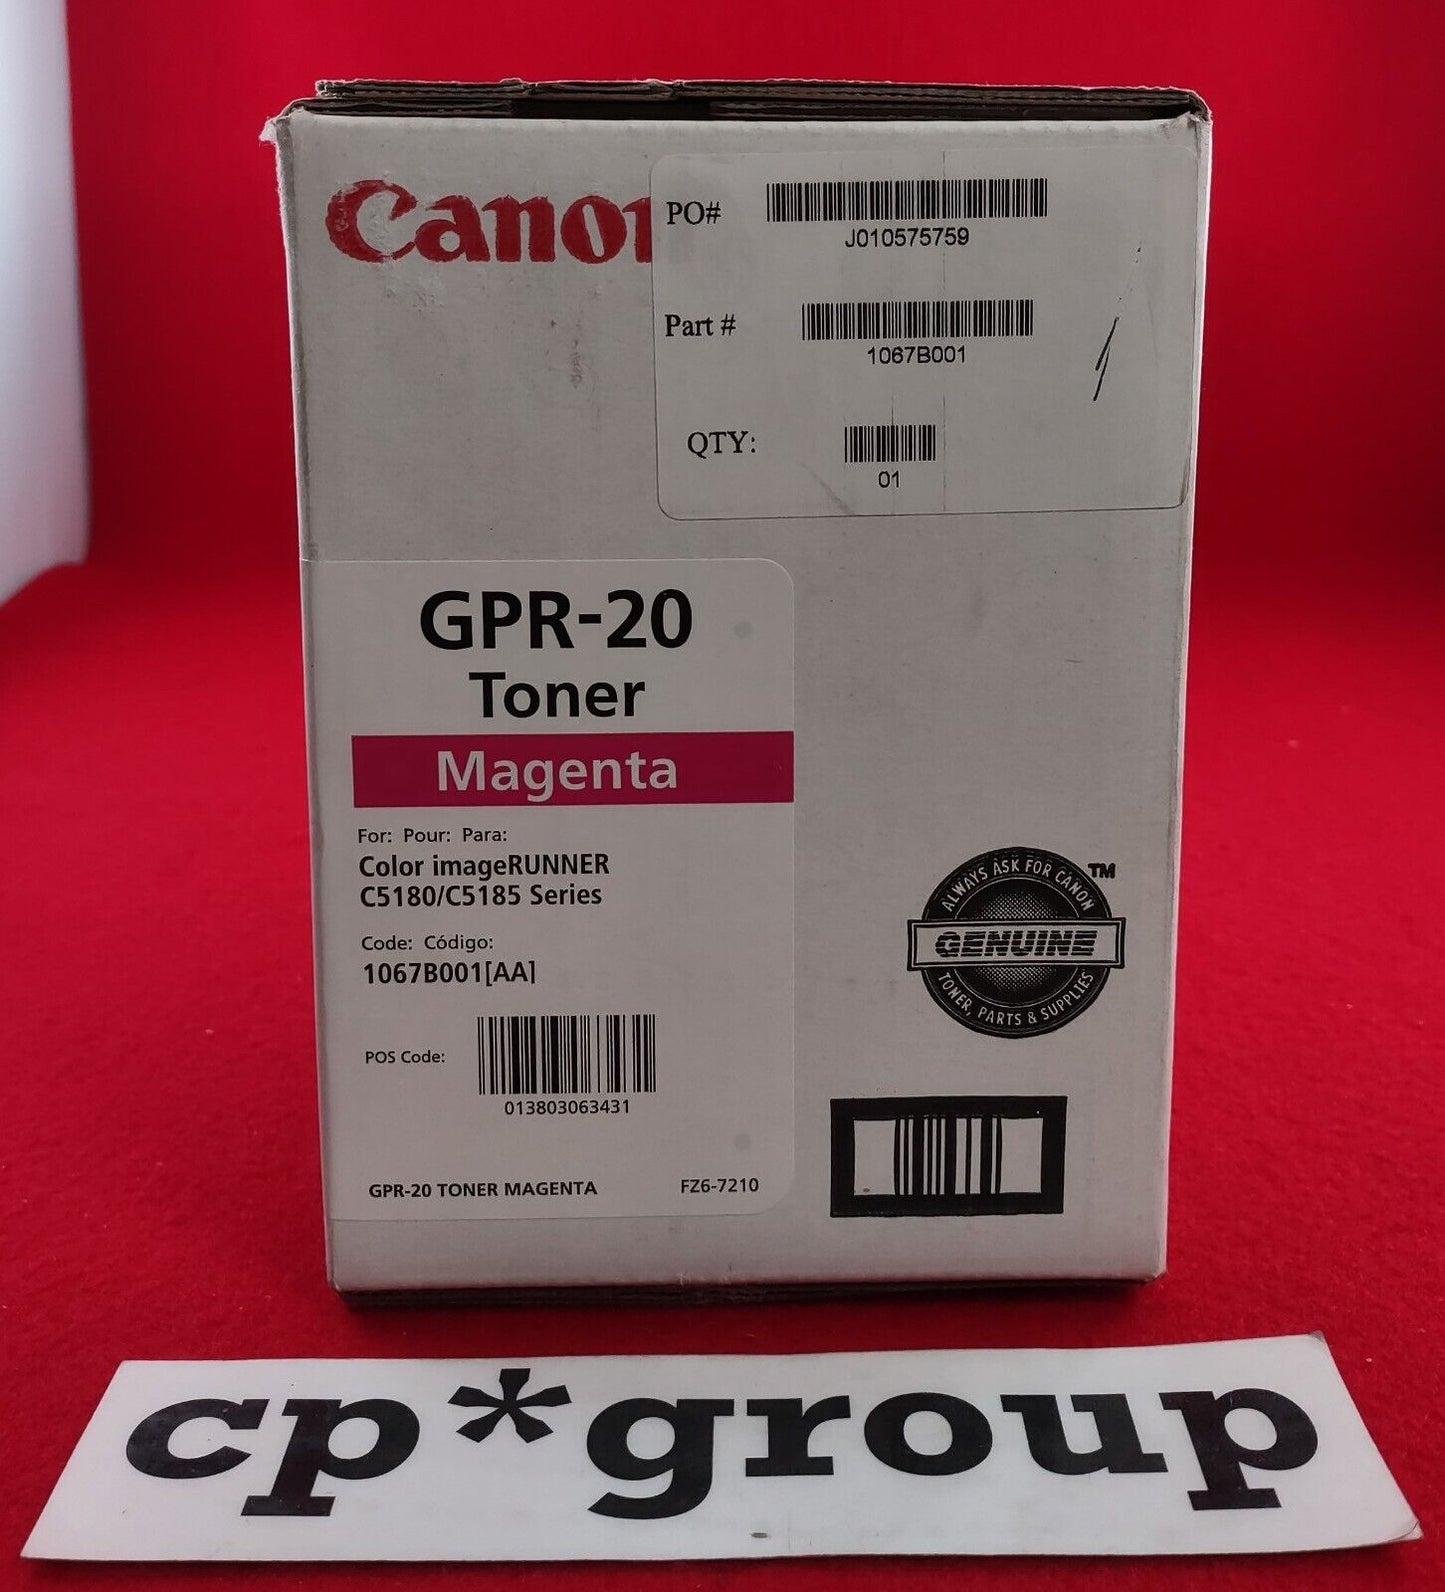 Canon
PO#
J010575759
Part #
1067B001
QTY:
01
GPR-20
Toner
Magenta
For: Pour: Para:
Color imageRUNNER
C5180/C5185 Series
Code: Código:
1067B001[AA]
POS Code:
013803063431
GPR-20 TONER MAGENTA FZ6-7210
ALWAYS ASK FOR CANON TM
GENUINE
TONER, PARTS & SUPPLIES
cp*group